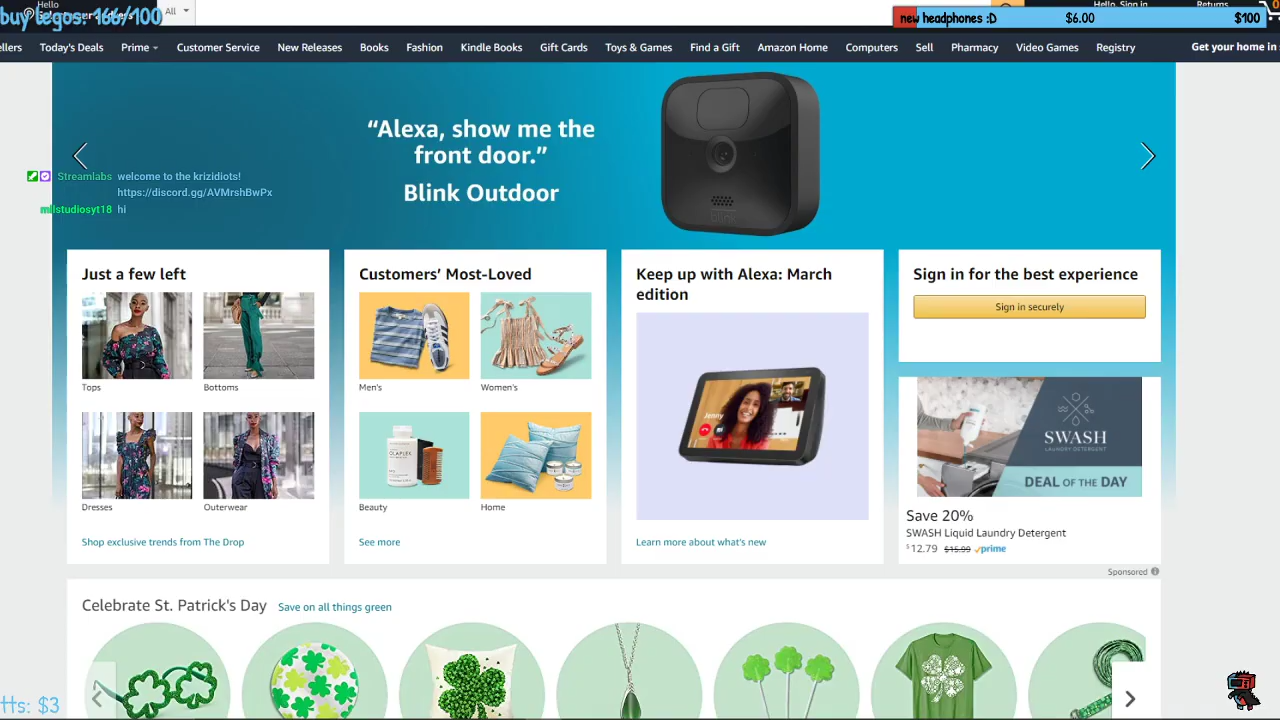 Hello
All
buy legos: 166/100
Hello, Sign in
Returns
0
new headphones :D $6.00 $100
ellers Today's Deals Prime Customer Service New Releases Books Fashion Kindle Books Gift Cards Toys & Games Find a Gift Amazon Home Computers Sell Pharmacy Video Games Registry Get your home in
“Alexa, show me the
front door.”
Blink Outdoor
blink
Streamlabs welcome to the krizidiots!
https://discord.gg/AVMrshBwPx
mllstudiosyt18 hi
Just a few left
Tops
Bottoms
Dresses
Outerwear
Shop exclusive trends from The Drop
Customers’ Most-Loved
Men's
Women's
OLAPLEX
Beauty
Home
See more
Keep up with Alexa: March
edition
Jenny
Learn more about what's new
Sign in for the best experience
Sign in securely
SWASH
LAUNDRY DETERGENT
DEAL OF THE DAY
Save 20%
SWASH Liquid Laundry Detergent
$12.79 $15.99 prime
Sponsored
Celebrate St. Patrick's Day Save on all things green
tts: $3